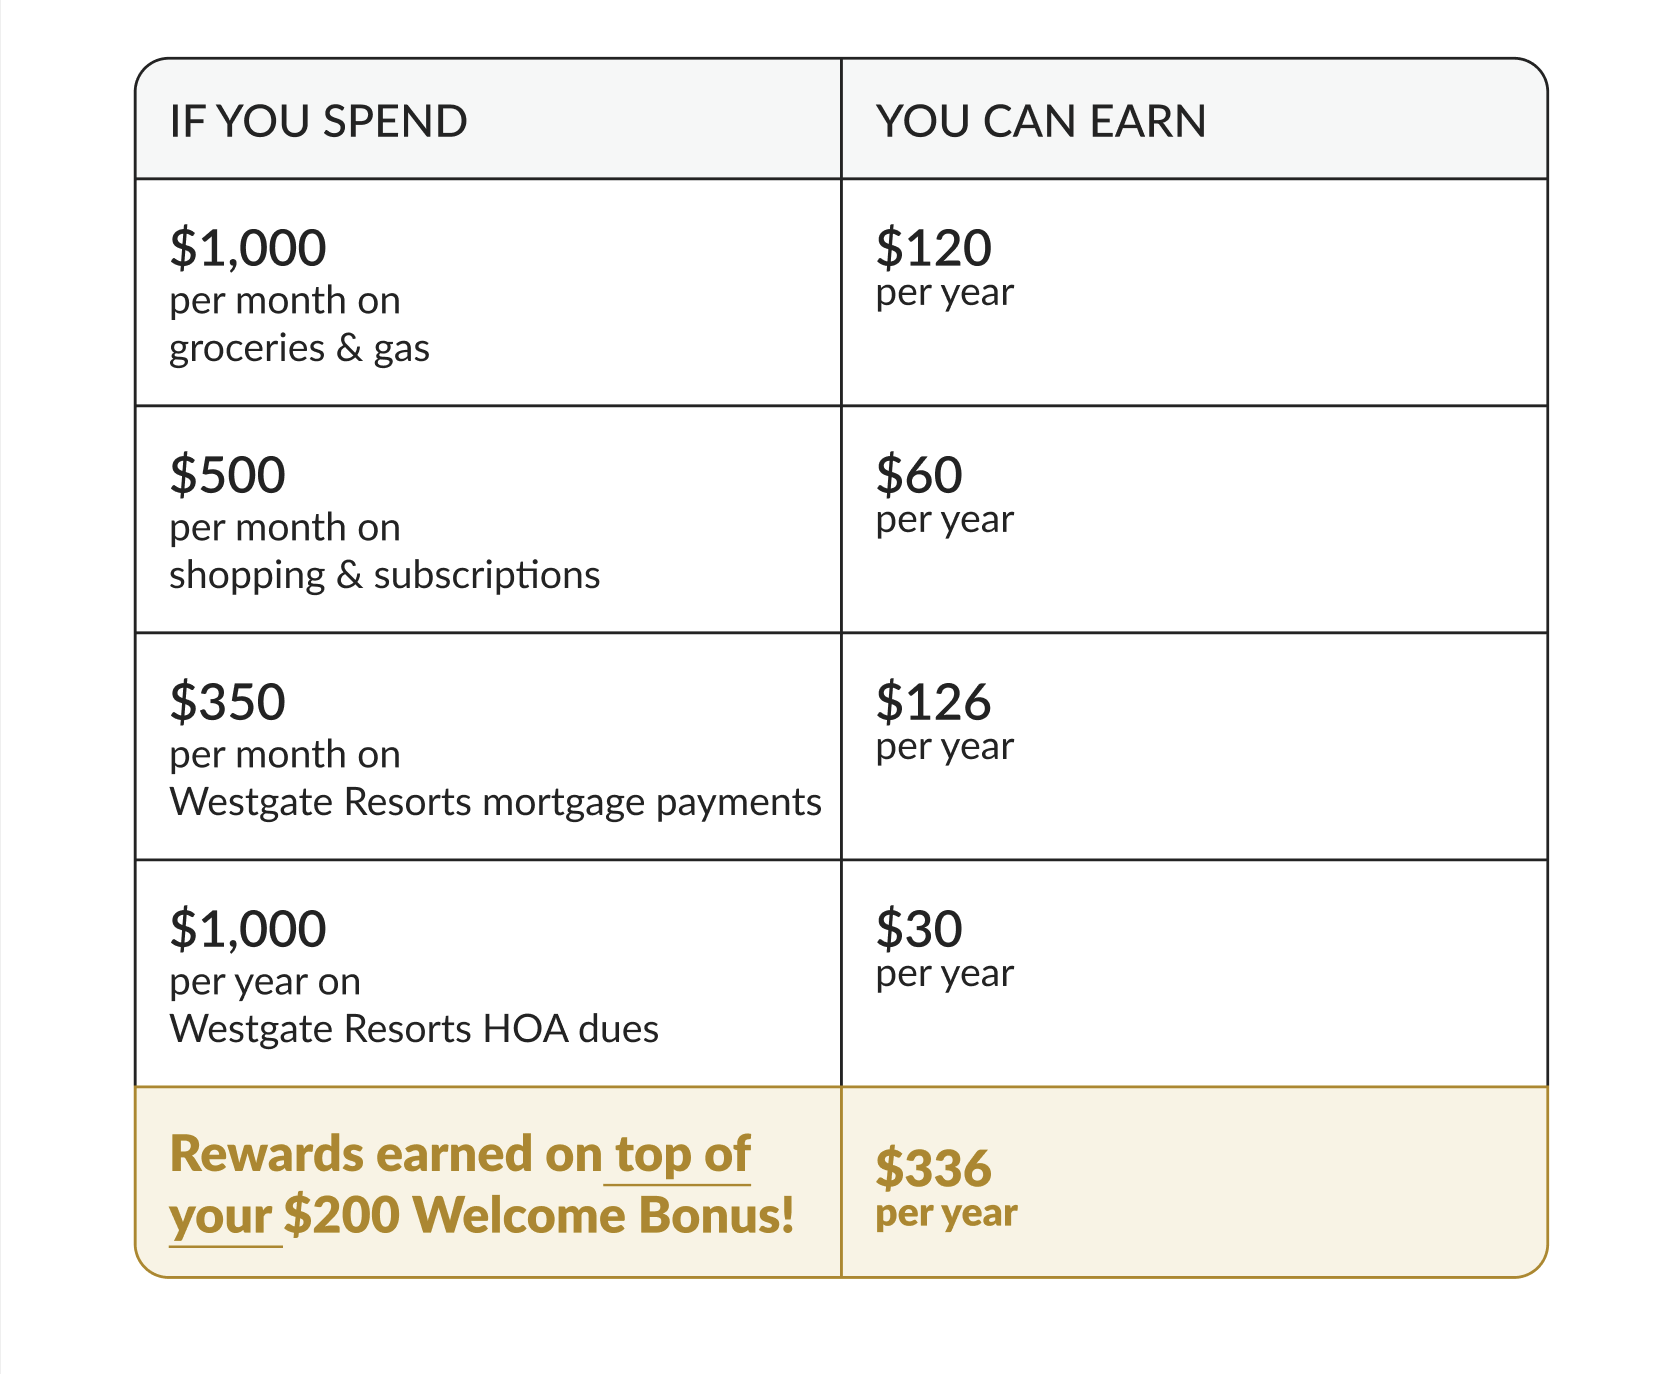 IF YOU SPEND
YOU CAN EARN
$1,000
per month on
groceries & gas
$120
per year
$500
per month on
shopping & subscriptions
$60
per year
$350
per month on
Westgate Resorts mortgage payments
$126
per year
$1,000
per year on
Westgate Resorts HOA dues
$30
per year
Rewards earned on top of
your $200 Welcome Bonus!
$336
per year